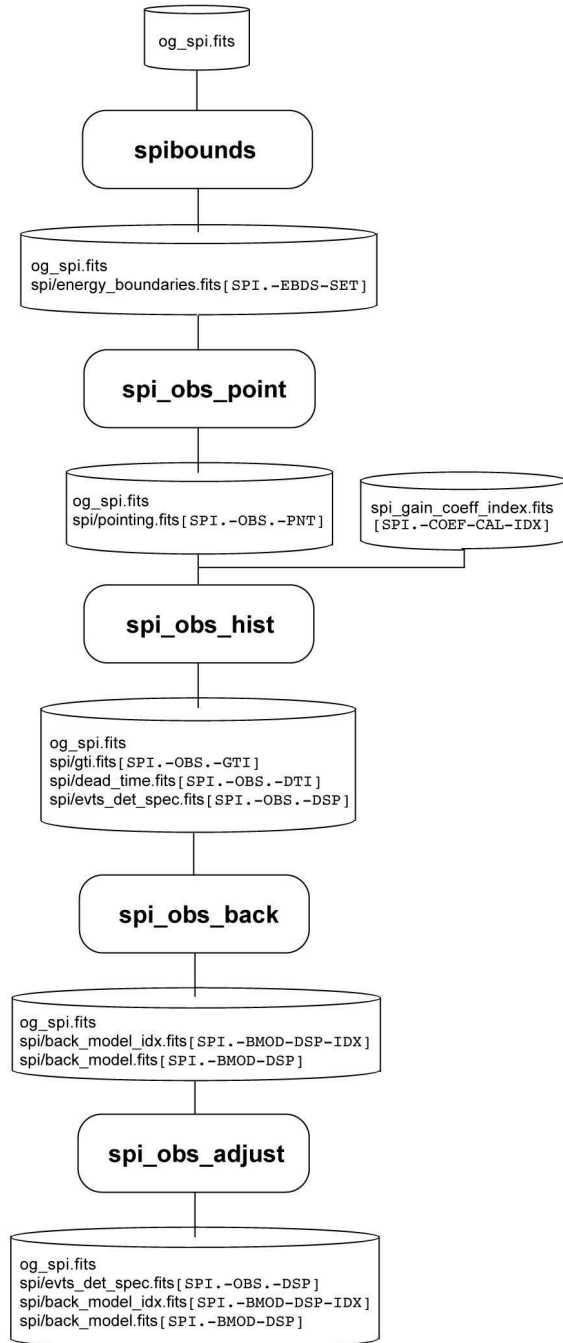 og_spi.fits
spibounds
og_spi.fits
spi/energy_boundaries.fits[SPI.-EBDS-SET]
spi_obs_point
og_spi.fits
spi/pointing.fits[SPI.-OBS.-PNT]
spi_gain_coeff_index.fits
[SPI.-COEF-CAL-IDX]
spi_obs_hist
og_spi.fits
spi/gti.fits[SPI.-OBS.-GTI]
spi/dead_time.fits[SPI.-OBS.-DTI]
spi/evts_det_spec.fits[SPI.-OBS.-DSP]
spi_obs_back
og_spi.fits
spi/back_model_idx.fits[SPI.-BMOD-DSP-IDX]
spi/back_model.fits[SPI.-BMOD-DSP]
spi_obs_adjust
og_spi.fits
spi/evts_det_spec.fits[SPI.-OBS.-DSP]
spi/back_model_idx.fits[SPI.-BMOD-DSP-IDX]
spi/back_model.fits[SPI.-BMOD-DSP]